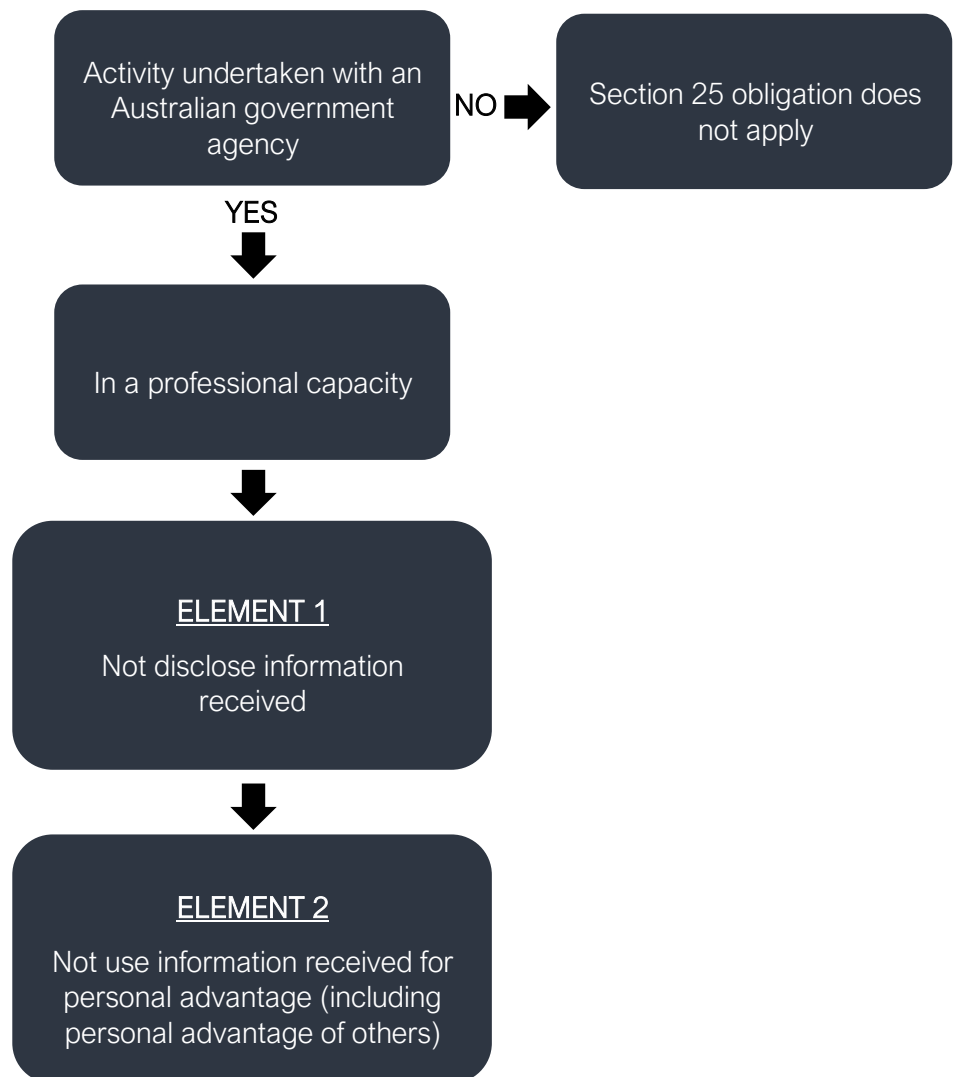 Activity undertaken with an
Australian government
agency
NO
Section 25 obligation does
not apply
YES
In a professional capacity
ELEMENT 1
Not disclose information
received
ELEMENT 2
Not use information received for
personal advantage (including
personal advantage of others)